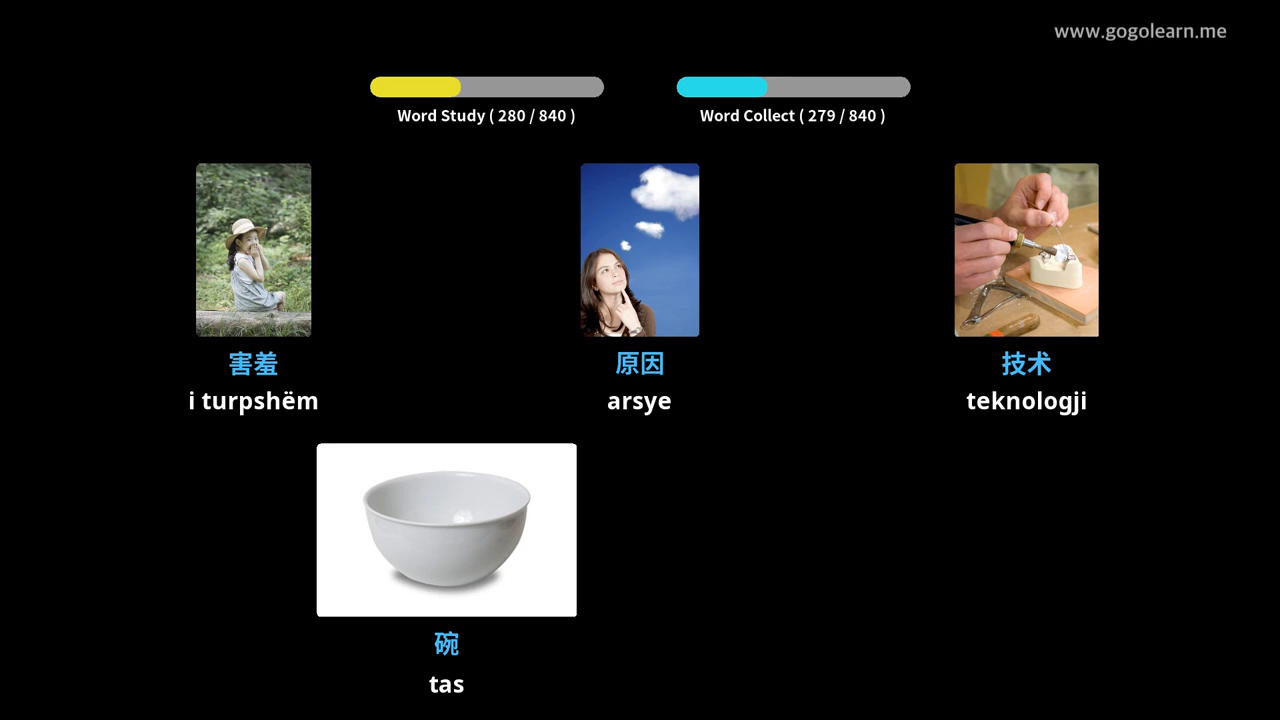 www.gogolearn.me
Word Study ( 280 / 840 )
Word Collect ( 279 / 840 )
害羞
i turpshëm
原因
arsye
技术
teknologji
碗
tas